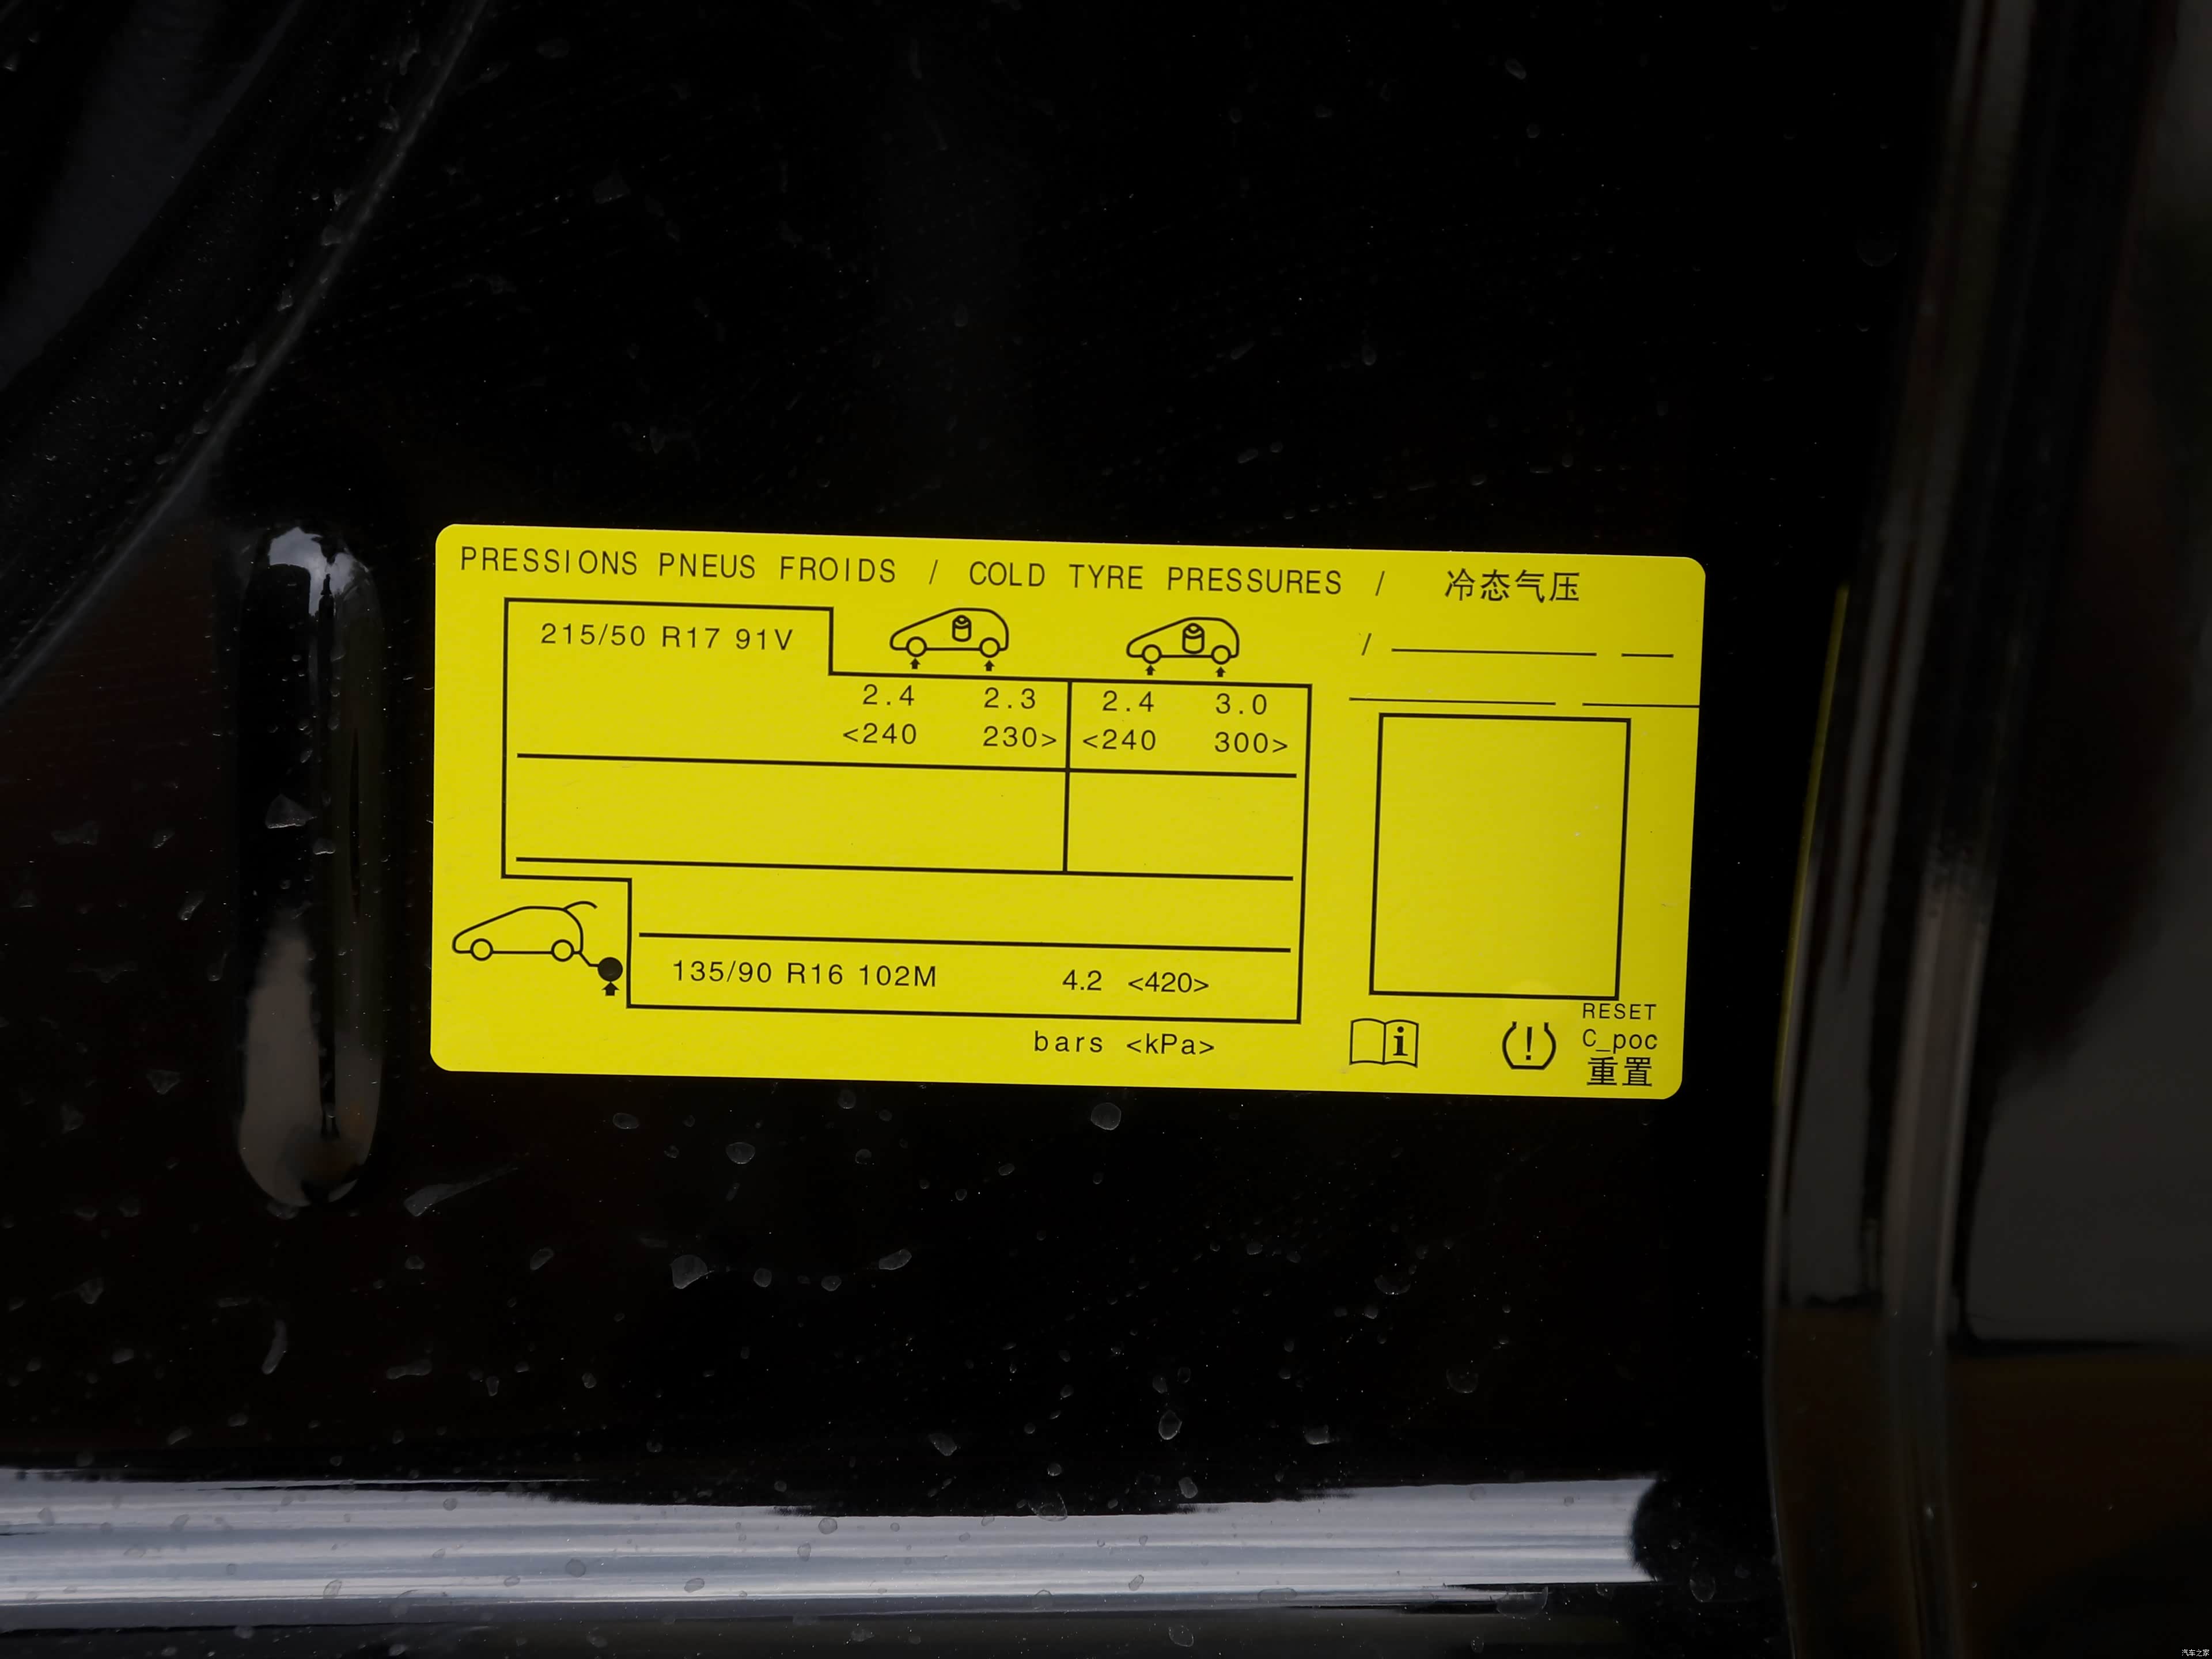 PRESSIONS PNEUS FROIDS / COLD TYRE PRESSURES / 冷态气压
/
215/50 R17 91V
2.4 2.3 2.4 3.0
<240 230> <240 300>
135/90 R16 102M 4.2 <420>
bars <kPa>
i
RESET
C_poc
重置
汽车之家